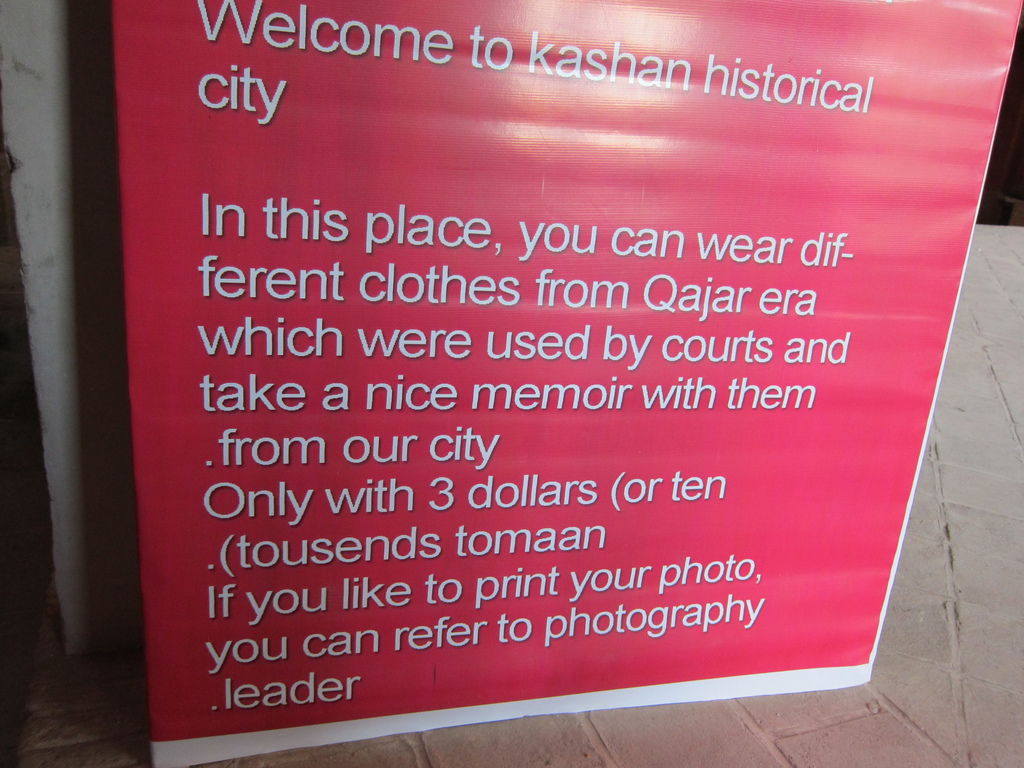 Welcome to kashan historical
city
In this place, you can wear dif-
ferent clothes from Qajar era
which were used by courts and
take a nice memoir with them
.from our city
Only with 3 dollars (or ten
.(tousends tomaan
If you like to print your photo,
you can refer to photography
.leader